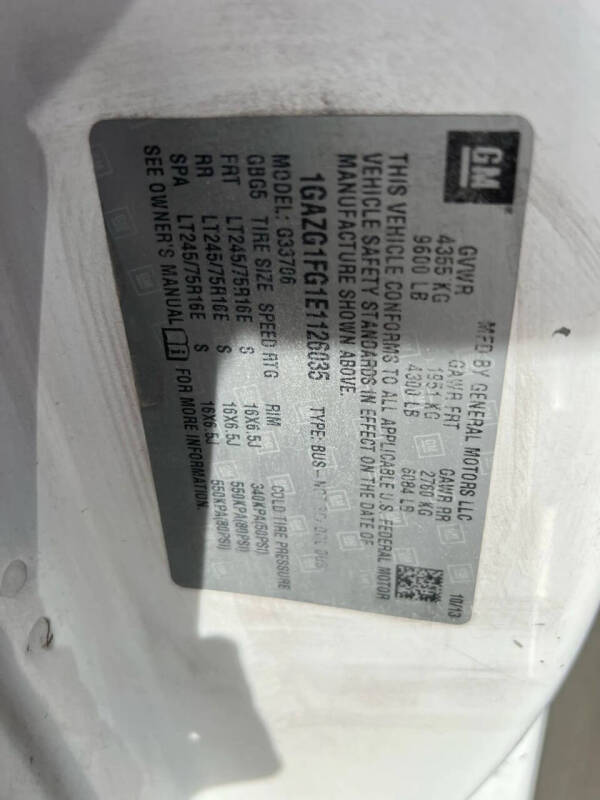 GM
MFD BY GENERAL MOTORS LLC 10/13
GVWR GAWR FRT GAWR RR
4355 KG 1951 KG 2760 KG
9600 LB 4300 LB 6084 LB
THIS VEHICLE CONFORMS TO ALL APPLICABLE U.S. FEDERAL MOTOR
VEHICLE SAFETY STANDARDS IN EFFECT ON THE DATE OF
MANUFACTURE SHOWN ABOVE.
1GAZG1FG1E1126035 TYPE: BUS-NOT SCHOOL BUS
MODEL: G33706
GBG5 TIRE SIZE SPEED RTG RIM COLD TIRE PRESSURE
FRT LT245/75R16E S 16X6.5J 340KPA(50PSI)
RR LT245/75R16E S 16X6.5J 550KPA(80PSI)
SPA LT245/75R16E S 16X6.5J 550KPA(80PSI)
SEE OWNER'S MANUAL FOR MORE INFORMATION.